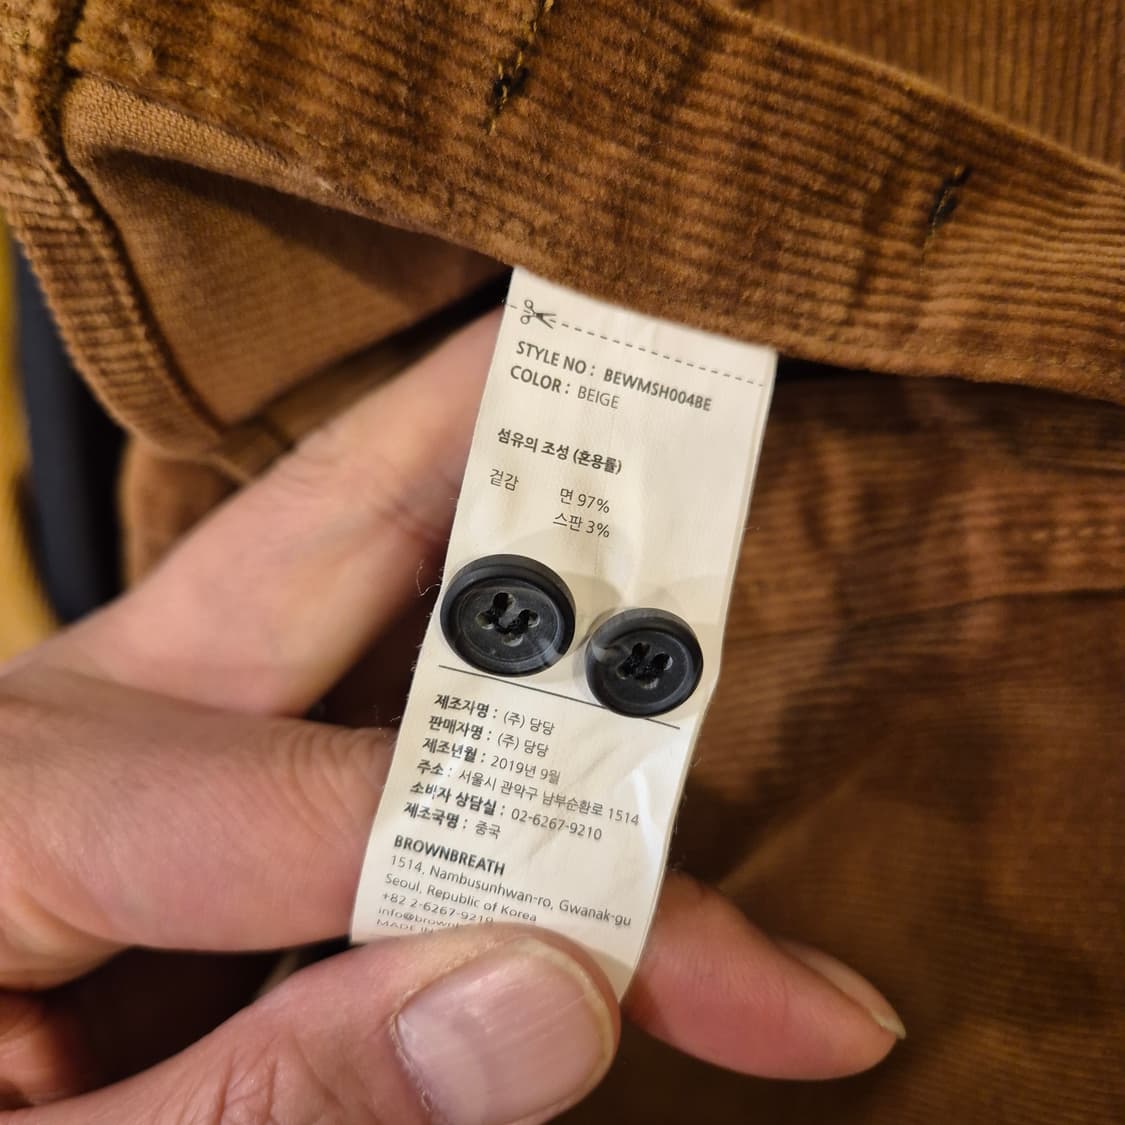 STYLE NO : BEWMSH004BE
COLOR : BEIGE
섬유의 조성 (혼용률)
겉감 면 97%
스판 3%
제조자명 : (주) 당당
판매자명 : (주) 당당
제조년월 : 2019년 9월
주소 : 서울시 관악구 남부순환로 1514
소비자 상담실 : 02-6267-9210
제조국명 : 중국
BROWNBREATH
1514, Nambusunhwan-ro, Gwanak-gu
Seoul, Republic of Korea
+82 2-6267-9210
MADE IN